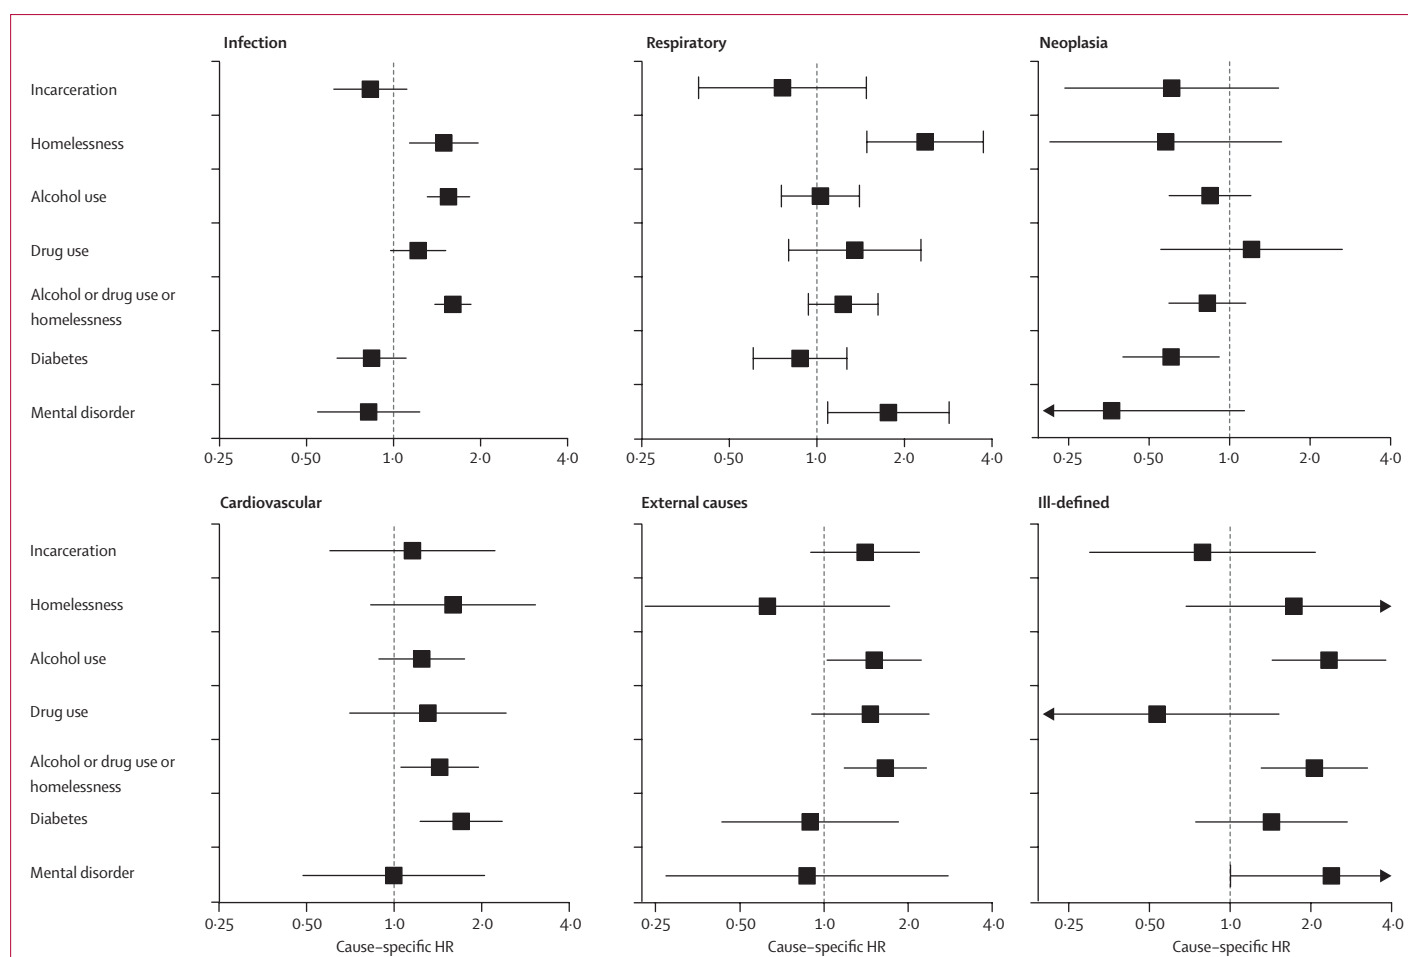 Infection
Respiratory
Neoplasia
Incarceration
Homelessness
Alcohol use
Drug use
Alcohol or drug use or
homelessness
Diabetes
Mental disorder
0·25 0·50 1·0 2·0 4·0
0·25 0·50 1·0 2·0 4·0
0·25 0·50 1·0 2·0 4·0
Cardiovascular
External causes
Ill-defined
Incarceration
Homelessness
Alcohol use
Drug use
Alcohol or drug use or
homelessness
Diabetes
Mental disorder
0·25 0·50 1·0 2·0 4·0
0·25 0·50 1·0 2·0 4·0
0·25 0·50 1·0 2·0 4·0
Cause–specific HR
Cause–specific HR
Cause–specific HR